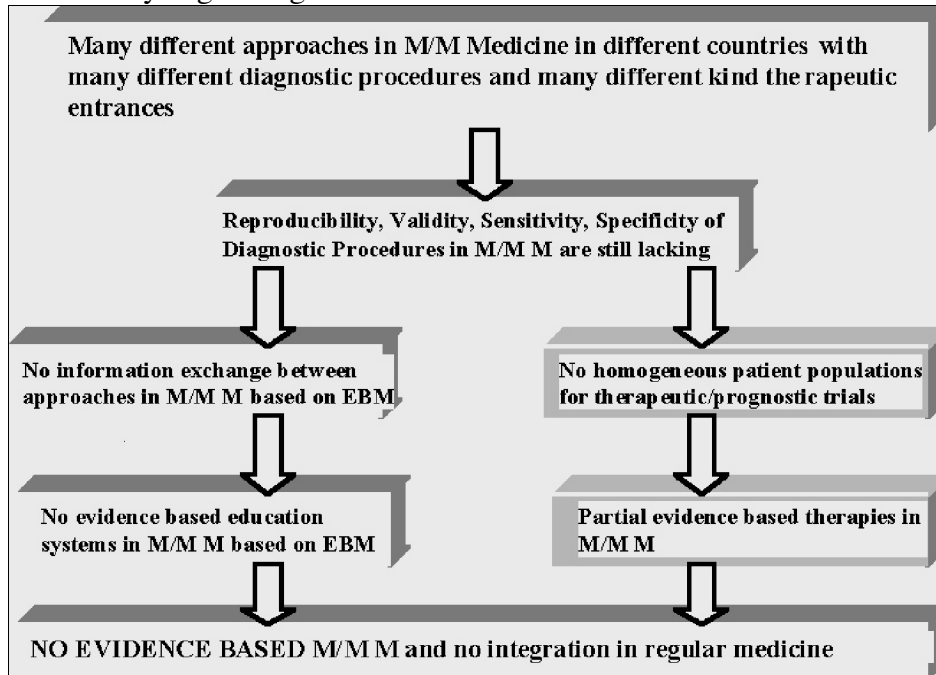 Many different approaches in M/M Medicine in different countries with
many different diagnostic procedures and many different kind the rapeutic
entrances
Reproducibility, Validity, Sensitivity, Specificity of
Diagnostic Procedures in M/M M are still lacking
No information exchange between
approaches in M/M M based on EBM
No homogeneous patient populations
for therapeutic/prognostic trials
No evidence based education
systems in M/M M based on EBM
Partial evidence based therapies in
M/M M
NO EVIDENCE BASED M/M M and no integration in regular medicine